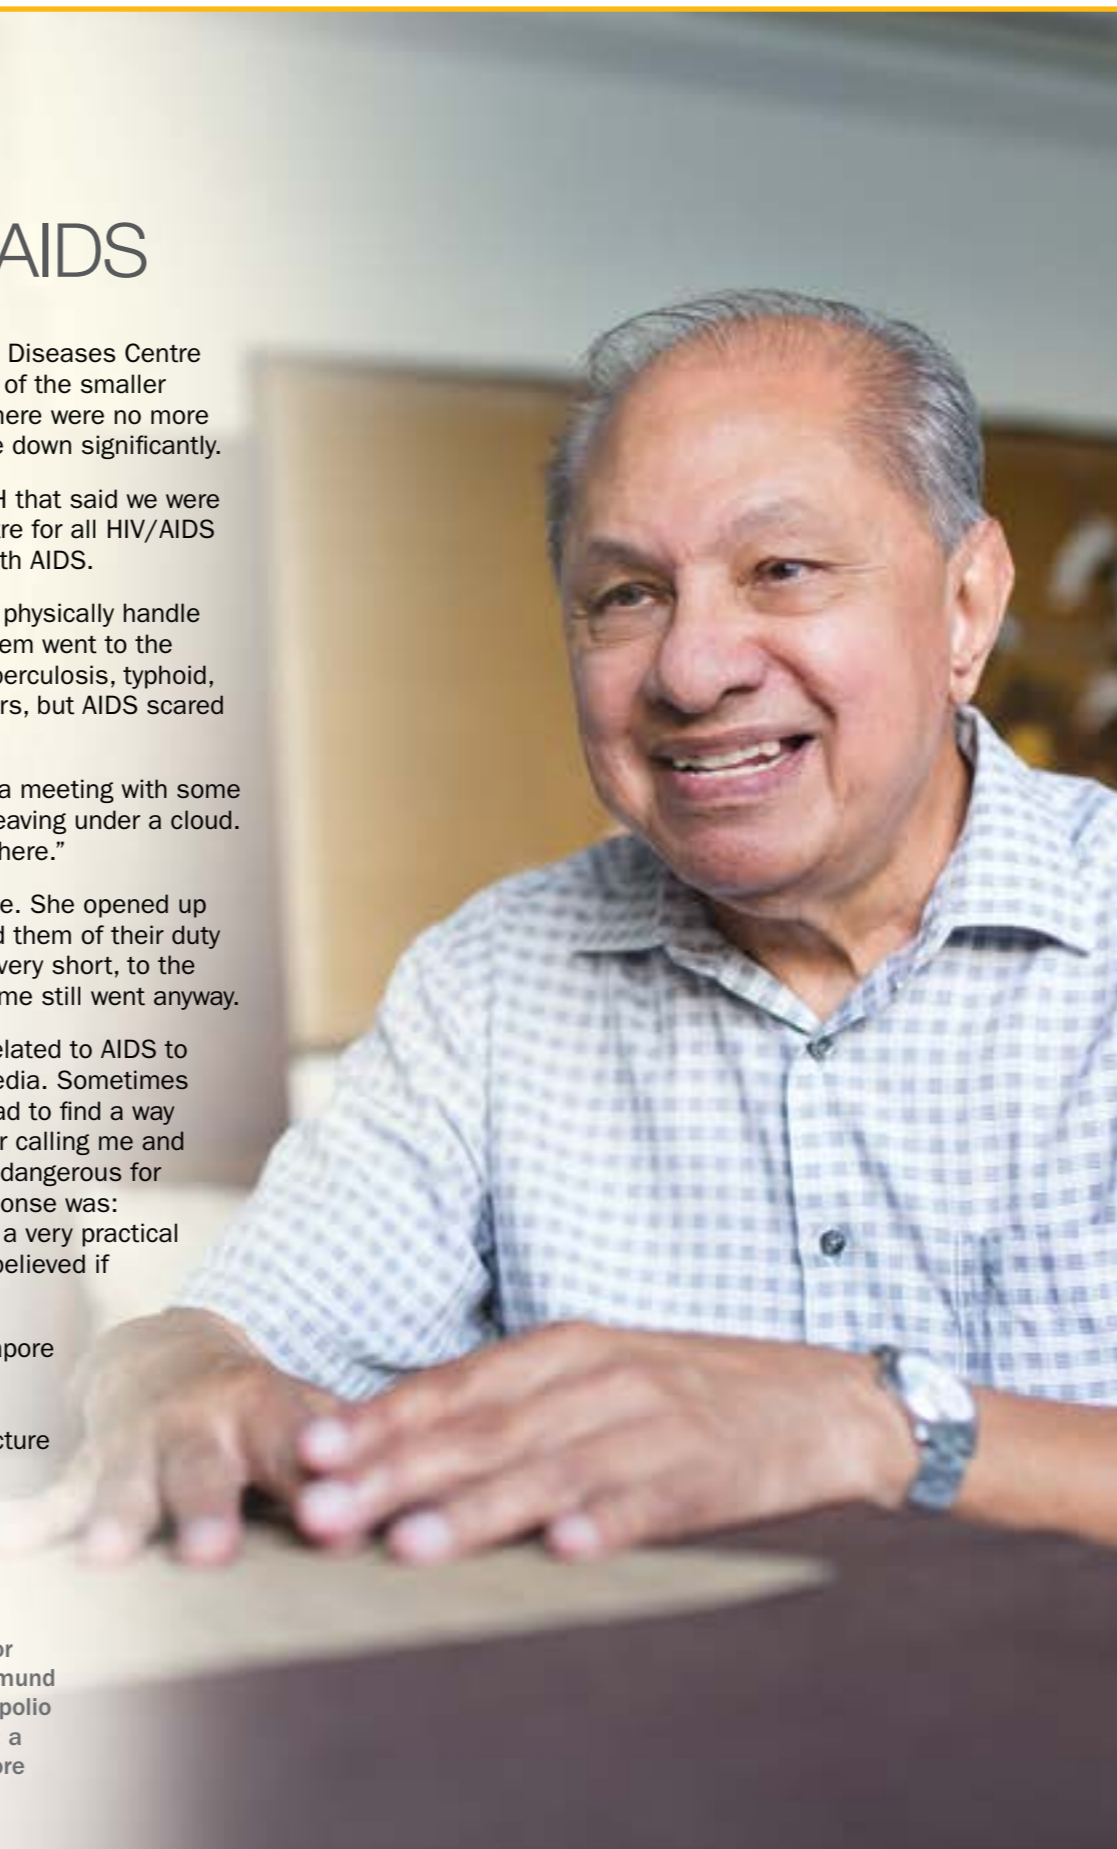 AIDS
Diseases Centre
of the smaller
here were no more
e down significantly.
H that said we were
tre for all HIV/AIDS
th AIDS.
physically handle
em went to the
berculosis, typhoid,
rs, but AIDS scared
a meeting with some
eaving under a cloud.
here.”
e. She opened up
d them of their duty
very short, to the
me still went anyway.
elated to AIDS to
edia. Sometimes
ad to find a way
r calling me and
dangerous for
onse was:
a very practical
believed if
apore
cture
or
mund
polio
a
ore